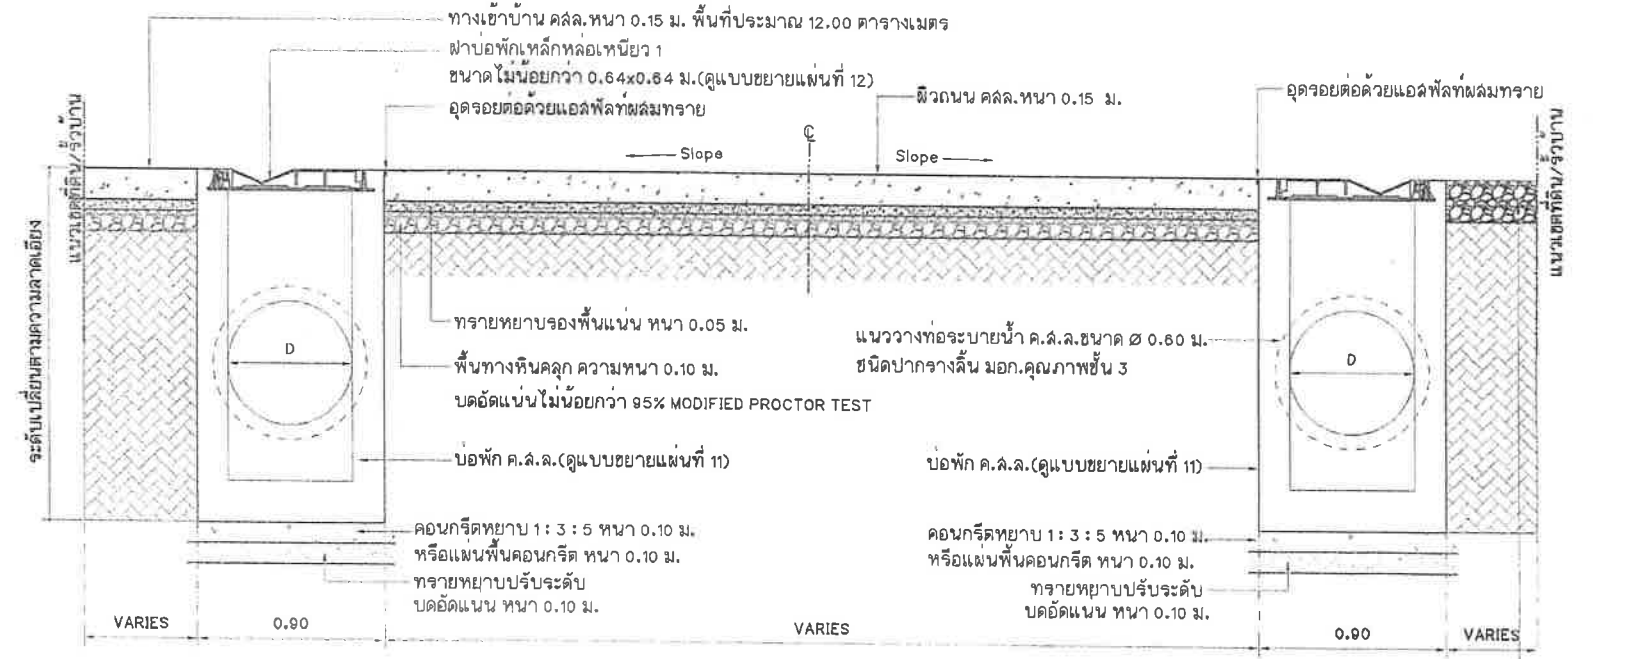 ทางเข้าบ้าน คสล.หนา 0.15 ม. พื้นที่ประมาณ 12.00 ตารางเมตร
ฝาบ่อพักเหล็กหล่อเหนียว 1
ขนาดไม่น้อยกว่า 0.64x0.64 ม.(ดูแบบขยายแผ่นที่ 12)
อุดรอยต่อด้วยแอสฟัลท์ผสมทราย
ผิวถนน คสล.หนา 0.15 ม.
อุดรอยต่อด้วยแอสฟัลท์ผสมทราย
แนวเขตที่ดิน/รั้วบ้าน
แนวเขตที่ดิน/รั้วบ้าน
ระดับเปลี่ยนตามความลาดเอียง
℄
Slope
Slope
ทรายหยาบรองพื้นแน่น หนา 0.05 ม.
พื้นทางหินคลุก ความหนา 0.10 ม.
บดอัดแน่นไม่น้อยกว่า 95% MODIFIED PROCTOR TEST
แนววางท่อระบายน้ำ ค.ส.ล.ขนาด Ø 0.60 ม.
ชนิดปากรางลิ้น มอก.คุณภาพชั้น 3
D
D
บ่อพัก ค.ส.ล.(ดูแบบขยายแผ่นที่ 11)
บ่อพัก ค.ส.ล.(ดูแบบขยายแผ่นที่ 11)
คอนกรีตหยาบ 1 : 3 : 5 หนา 0.10 ม.
หรือแผ่นพื้นคอนกรีต หนา 0.10 ม.
ทรายหยาบปรับระดับ
บดอัดแนน หนา 0.10 ม.
คอนกรีตหยาบ 1 : 3 : 5 หนา 0.10 ม.
หรือแผ่นพื้นคอนกรีต หนา 0.10 ม.
ทรายหยาบปรับระดับ
บดอัดแนน หนา 0.10 ม.
VARIES
0.90
VARIES
0.90
VARIES